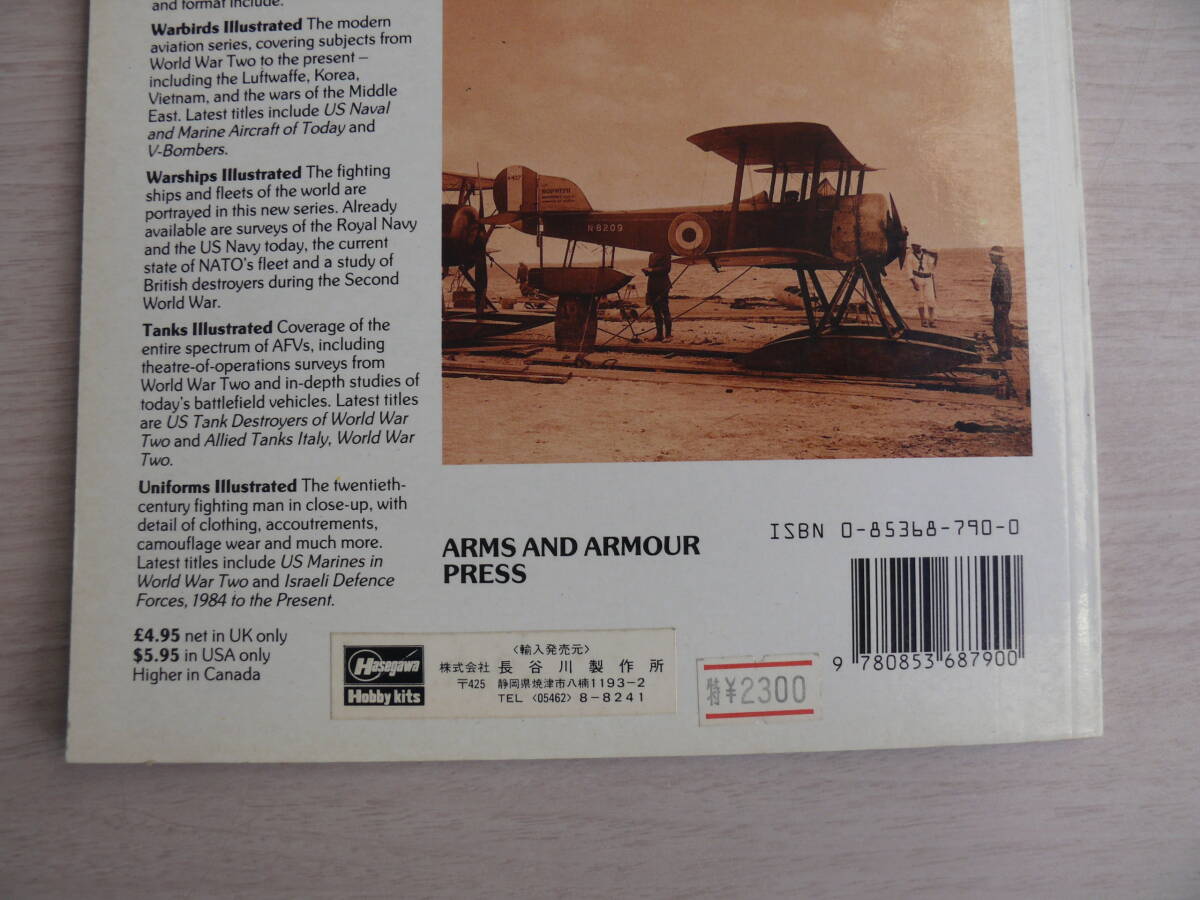 and format include:
Warbirds Illustrated The modern
aviation series, covering subjects from
World War Two to the present –
including the Luftwaffe, Korea,
Vietnam, and the wars of the Middle
East. Latest titles include US Naval
and Marine Aircraft of Today and
V-Bombers.
Warships Illustrated The fighting
ships and fleets of the world are
portrayed in this new series. Already
available are surveys of the Royal Navy
and the US Navy today, the current
state of NATO's fleet and a study of
British destroyers during the Second
World War.
Tanks Illustrated Coverage of the
entire spectrum of AFVs, including
theatre-of-operations surveys from
World War Two and in-depth studies of
today's battlefield vehicles. Latest titles
are US Tank Destroyers of World War
Two and Allied Tanks Italy, World War
Two.
Uniforms Illustrated The twentieth-
century fighting man in close-up, with
detail of clothing, accoutrements,
camouflage wear and much more.
Latest titles include US Marines in
World War Two and Israeli Defence
Forces, 1984 to the Present.
£4.95 net in UK only
$5.95 in USA only
Higher in Canada
SOPWITH
N·8209
ARMS AND ARMOUR
PRESS
ISBN 0-85368-790-0
9 780853 687900
Hasegawa
Hobby kits
〈輸入発売元〉
株式会社 長谷川製作所
〒425 静岡県焼津市八楠1193-2
TEL 〈05462〉 8-8241
特¥2300